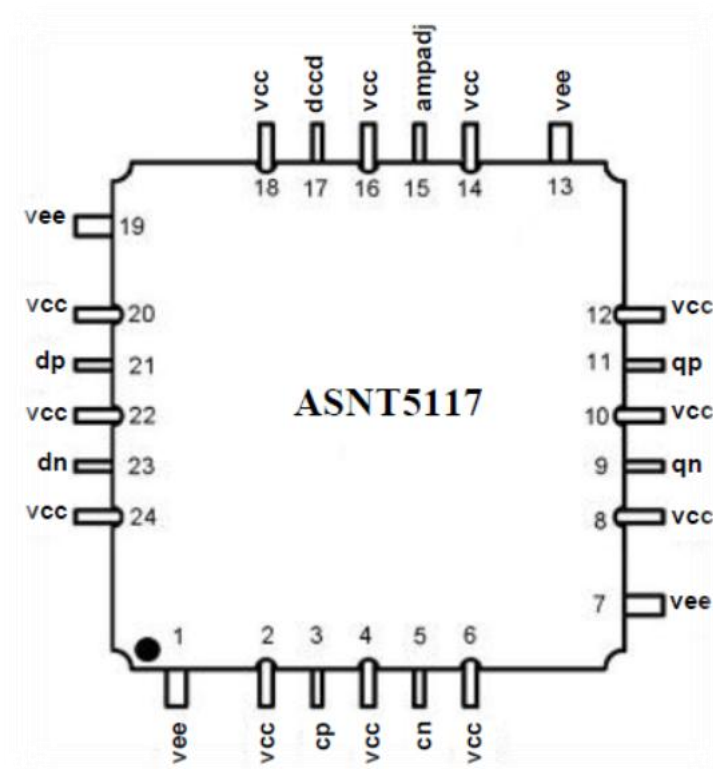 vcc dccd vcc ampadj vcc vee
18 17 16 15 14 13
vee 19
vcc 20
dp 21
vcc 22
dn 23
vcc 24
ASNT5117
12 vcc
11 qp
10 vcc
9 qn
8 vcc
7 vee
1 2 3 4 5 6
vee vcc cp vcc cn vcc